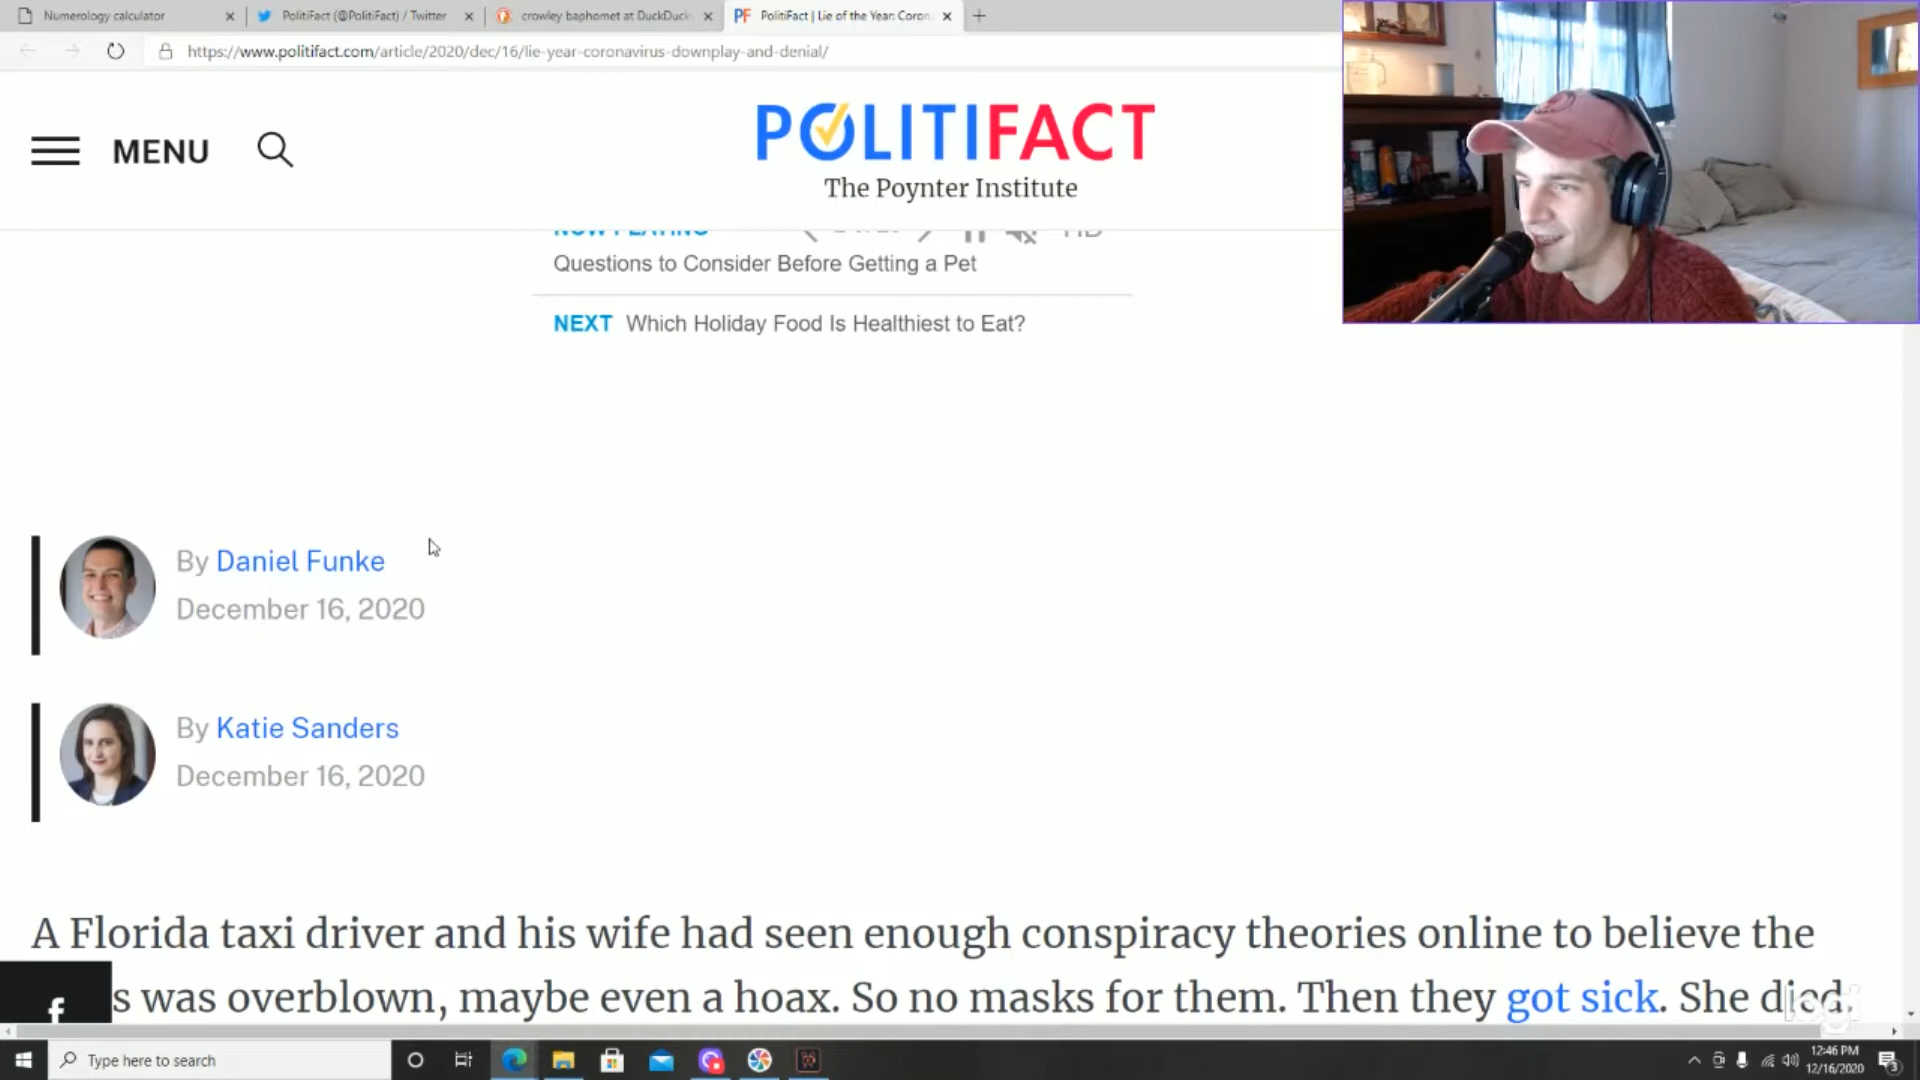 Numerology calculator
PolitiFact (@PolitiFact) / Twitter
crowley baphomet at DuckDuck
PolitiFact | Lie of the Year: Coron
https://www.politifact.com/article/2020/dec/16/lie-year-coronavirus-downplay-and-denial/
MENU
POLITIFACT
The Poynter Institute
NOW PLAYING
HD
Questions to Consider Before Getting a Pet
NEXT Which Holiday Food Is Healthiest to Eat?
By Daniel Funke
December 16, 2020
By Katie Sanders
December 16, 2020
A Florida taxi driver and his wife had seen enough conspiracy theories online to believe the
s was overblown, maybe even a hoax. So no masks for them. Then they got sick. She died.
logi
Type here to search
12:46 PM
12/16/2020
3